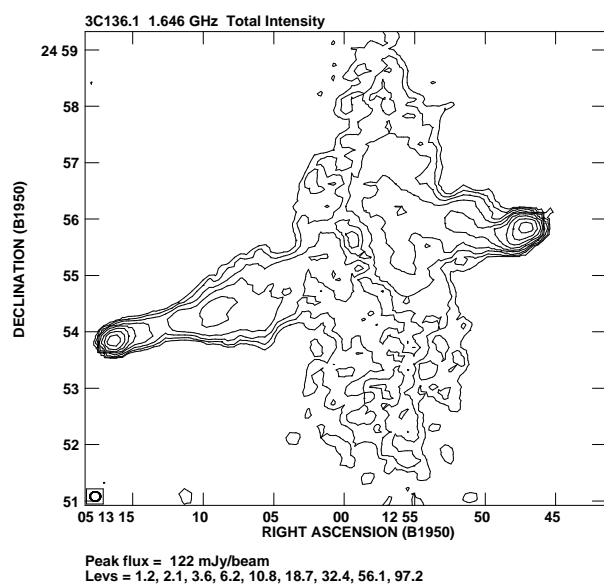 3C136.1 1.646 GHz Total Intensity
24 59
58
57
56
55
54
53
52
51
DECLINATION (B1950)
05 13 15 10 05 00 12 55 50 45
RIGHT ASCENSION (B1950)
Peak flux = 122 mJy/beam
Levs = 1.2, 2.1, 3.6, 6.2, 10.8, 18.7, 32.4, 56.1, 97.2